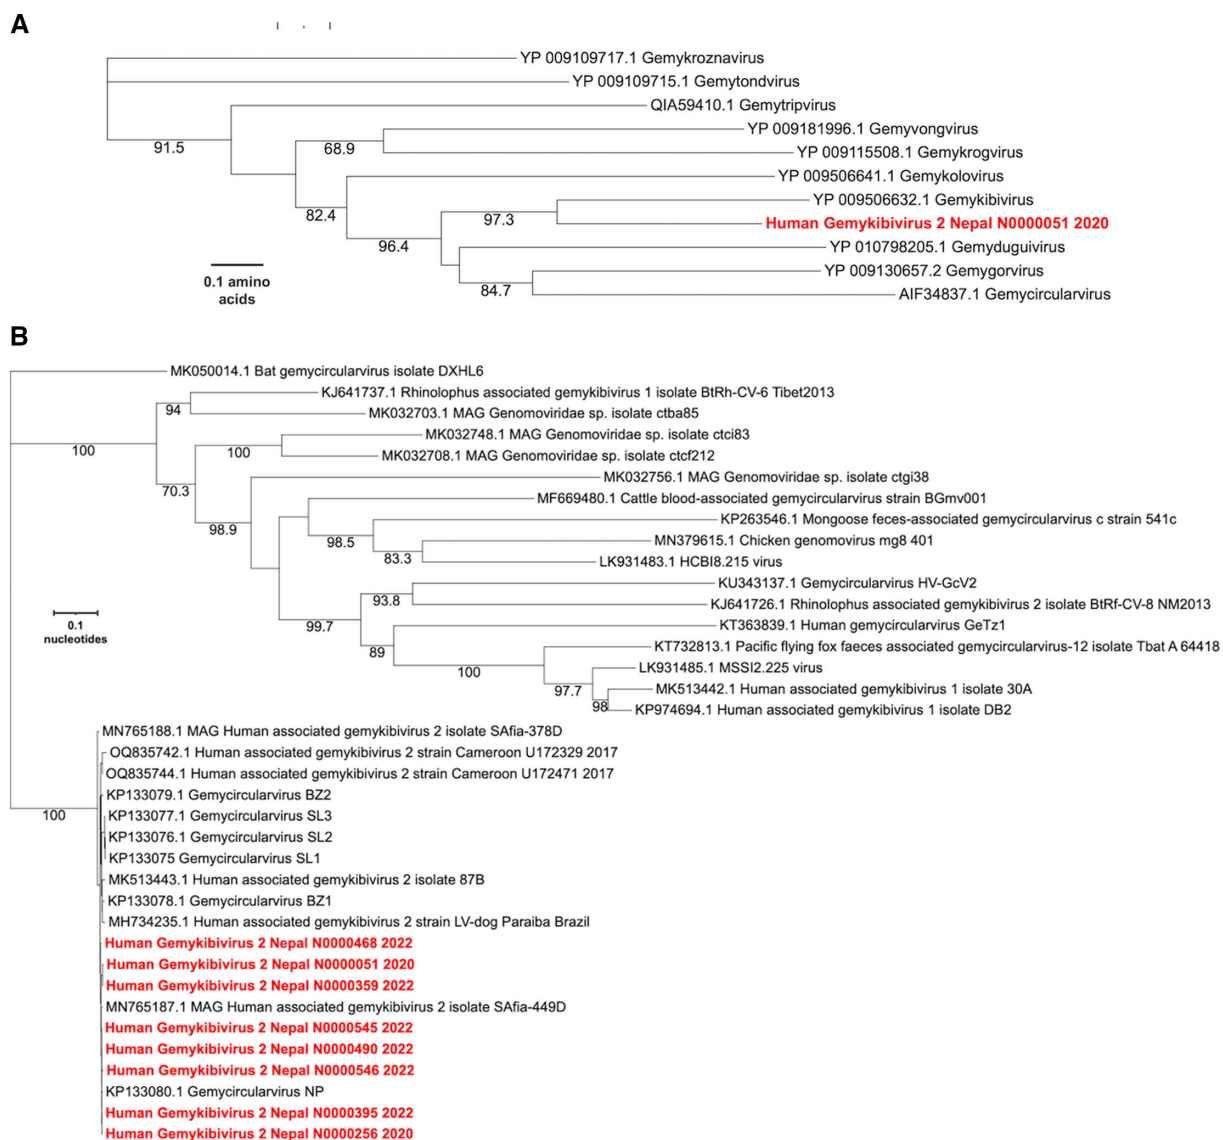 A
YP 009109717.1 Gemykroznavirus
YP 009109715.1 Gemytondvirus
QIA59410.1 Gemytripvirus
YP 009181996.1 Gemyvongvirus
91.5
68.9
YP 009115508.1 Gemykrogvirus
YP 009506641.1 Gemykolovirus
YP 009506632.1 Gemykibivirus
82.4
97.3
Human Gemykibivirus 2 Nepal N0000051 2020
96.4
YP 010798205.1 Gemyduguivirus
YP 009130657.2 Gemygorvirus
0.1 amino
acids
84.7
AIF34837.1 Gemycircularvirus
B
MK050014.1 Bat gemycircularvirus isolate DXHL6
KJ641737.1 Rhinolophus associated gemykibivirus 1 isolate BtRh-CV-6 Tibet2013
94
MK032703.1 MAG Genomoviridae sp. isolate ctba85
MK032748.1 MAG Genomoviridae sp. isolate ctci83
100
100
MK032708.1 MAG Genomoviridae sp. isolate ctcf212
MK032756.1 MAG Genomoviridae sp. isolate ctgi38
70.3
MF669480.1 Cattle blood-associated gemycircularvirus strain BGmv001
KP263546.1 Mongoose feces-associated gemycircularvirus c strain 541c
98.9
98.5
MN379615.1 Chicken genomovirus mg8 401
83.3
LK931483.1 HCBI8.215 virus
KU343137.1 Gemycircularvirus HV-GcV2
93.8
KJ641726.1 Rhinolophus associated gemykibivirus 2 isolate BtRf-CV-8 NM2013
0.1
nucleotides
99.7
KT363839.1 Human gemycircularvirus GeTz1
KT732813.1 Pacific flying fox faeces associated gemycircularvirus-12 isolate Tbat A 64418
89
100
LK931485.1 MSSI2.225 virus
97.7
MK513442.1 Human associated gemykibivirus 1 isolate 30A
98
KP974694.1 Human associated gemykibivirus 1 isolate DB2
MN765188.1 MAG Human associated gemykibivirus 2 isolate SAfia-378D
OQ835742.1 Human associated gemykibivirus 2 strain Cameroon U172329 2017
OQ835744.1 Human associated gemykibivirus 2 strain Cameroon U172471 2017
KP133079.1 Gemycircularvirus BZ2
100
KP133077.1 Gemycircularvirus SL3
KP133076.1 Gemycircularvirus SL2
KP133075 Gemycircularvirus SL1
MK513443.1 Human associated gemykibivirus 2 isolate 87B
KP133078.1 Gemycircularvirus BZ1
MH734235.1 Human associated gemykibivirus 2 strain LV-dog Paraiba Brazil
Human Gemykibivirus 2 Nepal N0000468 2022
Human Gemykibivirus 2 Nepal N0000051 2020
Human Gemykibivirus 2 Nepal N0000359 2022
MN765187.1 MAG Human associated gemykibivirus 2 isolate SAfia-449D
Human Gemykibivirus 2 Nepal N0000545 2022
Human Gemykibivirus 2 Nepal N0000490 2022
Human Gemykibivirus 2 Nepal N0000546 2022
KP133080.1 Gemycircularvirus NP
Human Gemykibivirus 2 Nepal N0000395 2022
Human Gemykibivirus 2 Nepal N0000256 2020